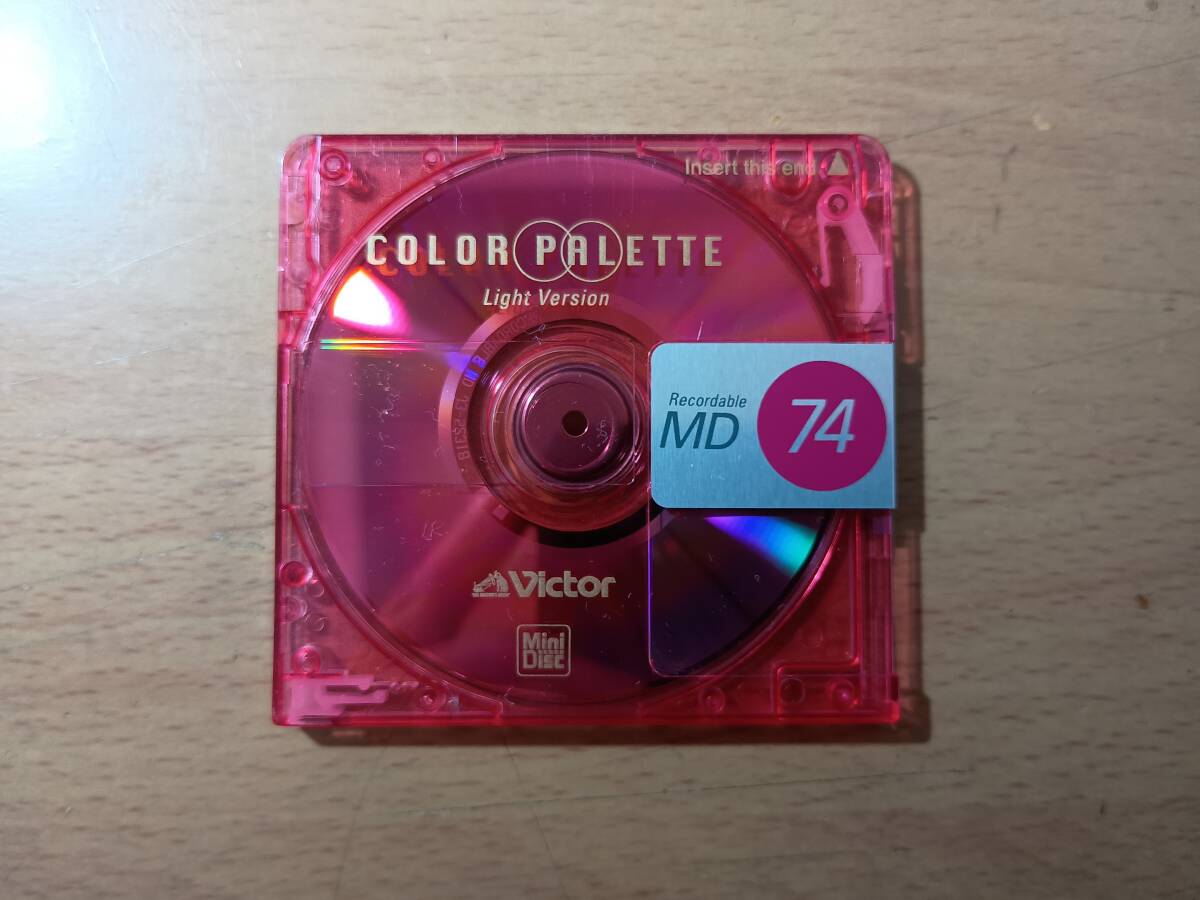 Insert this end
COLOR PALETTE
Light Version
Recordable
MD
74
Victor
Mini
Disc